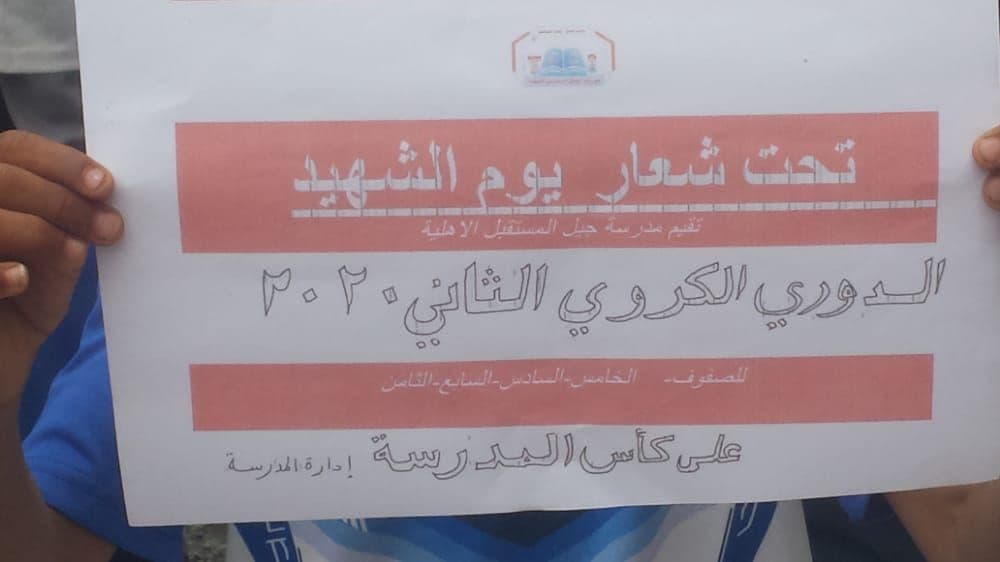 تحت شعار يوم الشهيد
تقيم مدرسة جيل المستقبل الاهلية
الدوري الكروي الثاني ٢٠٢٠
للصفوف- الخامس-السادس-السابع-الثامن
على كأس المدرسة إدارة المدرسة